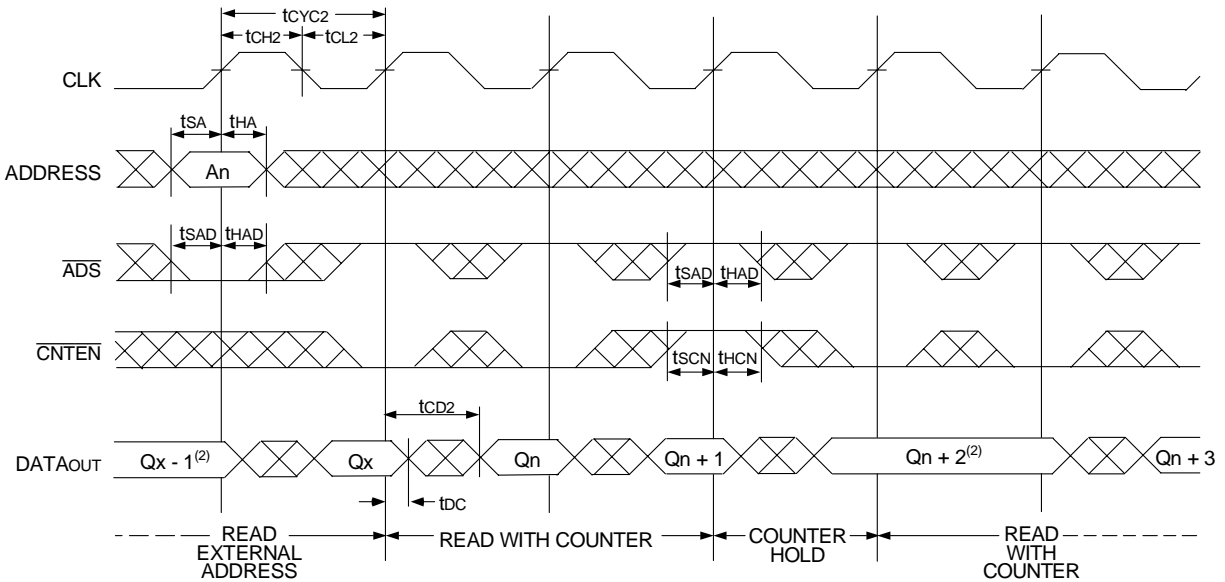 tCYC2
tCH2 tCL2
CLK
tSA tHA
ADDRESS An
tSAD tHAD
ADS tSAD tHAD
CNTEN tSCN tHCN
tCD2
DATAOUT Qx - 1(2) Qx Qn Qn + 1 Qn + 2(2) Qn + 3
tDC
READ EXTERNAL ADDRESS
READ WITH COUNTER
COUNTER HOLD
READ WITH COUNTER